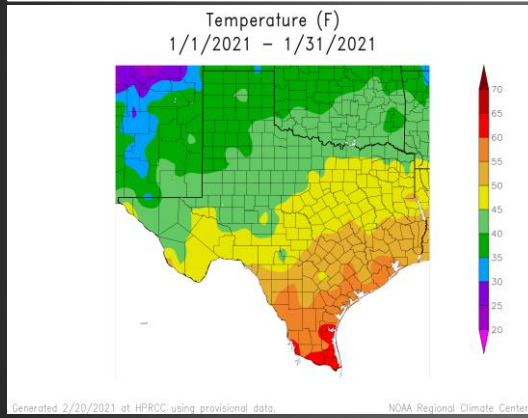 Temperature (F)
1/1/2021 – 1/31/2021
70
65
60
55
50
45
40
35
30
25
20
Generated 2/20/2021 at HPRCC using provisional data.
NOAA Regional Climate Center